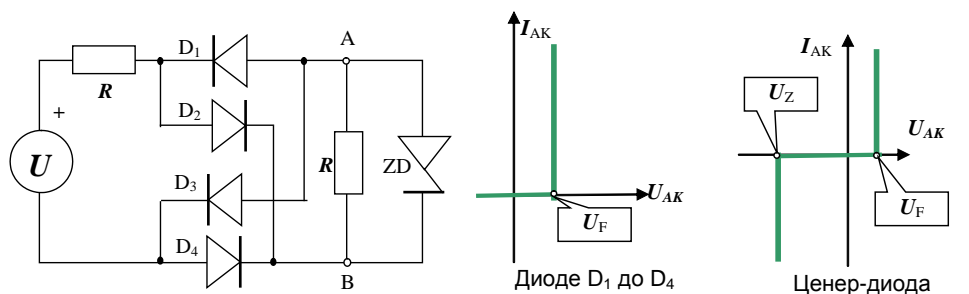 A
D1
R
D2
+
U
R
ZD
D3
D4
B
IAK
UAK
UF
Диоде D1 до D4
IAK
UZ
UAK
UF
Ценер-диода